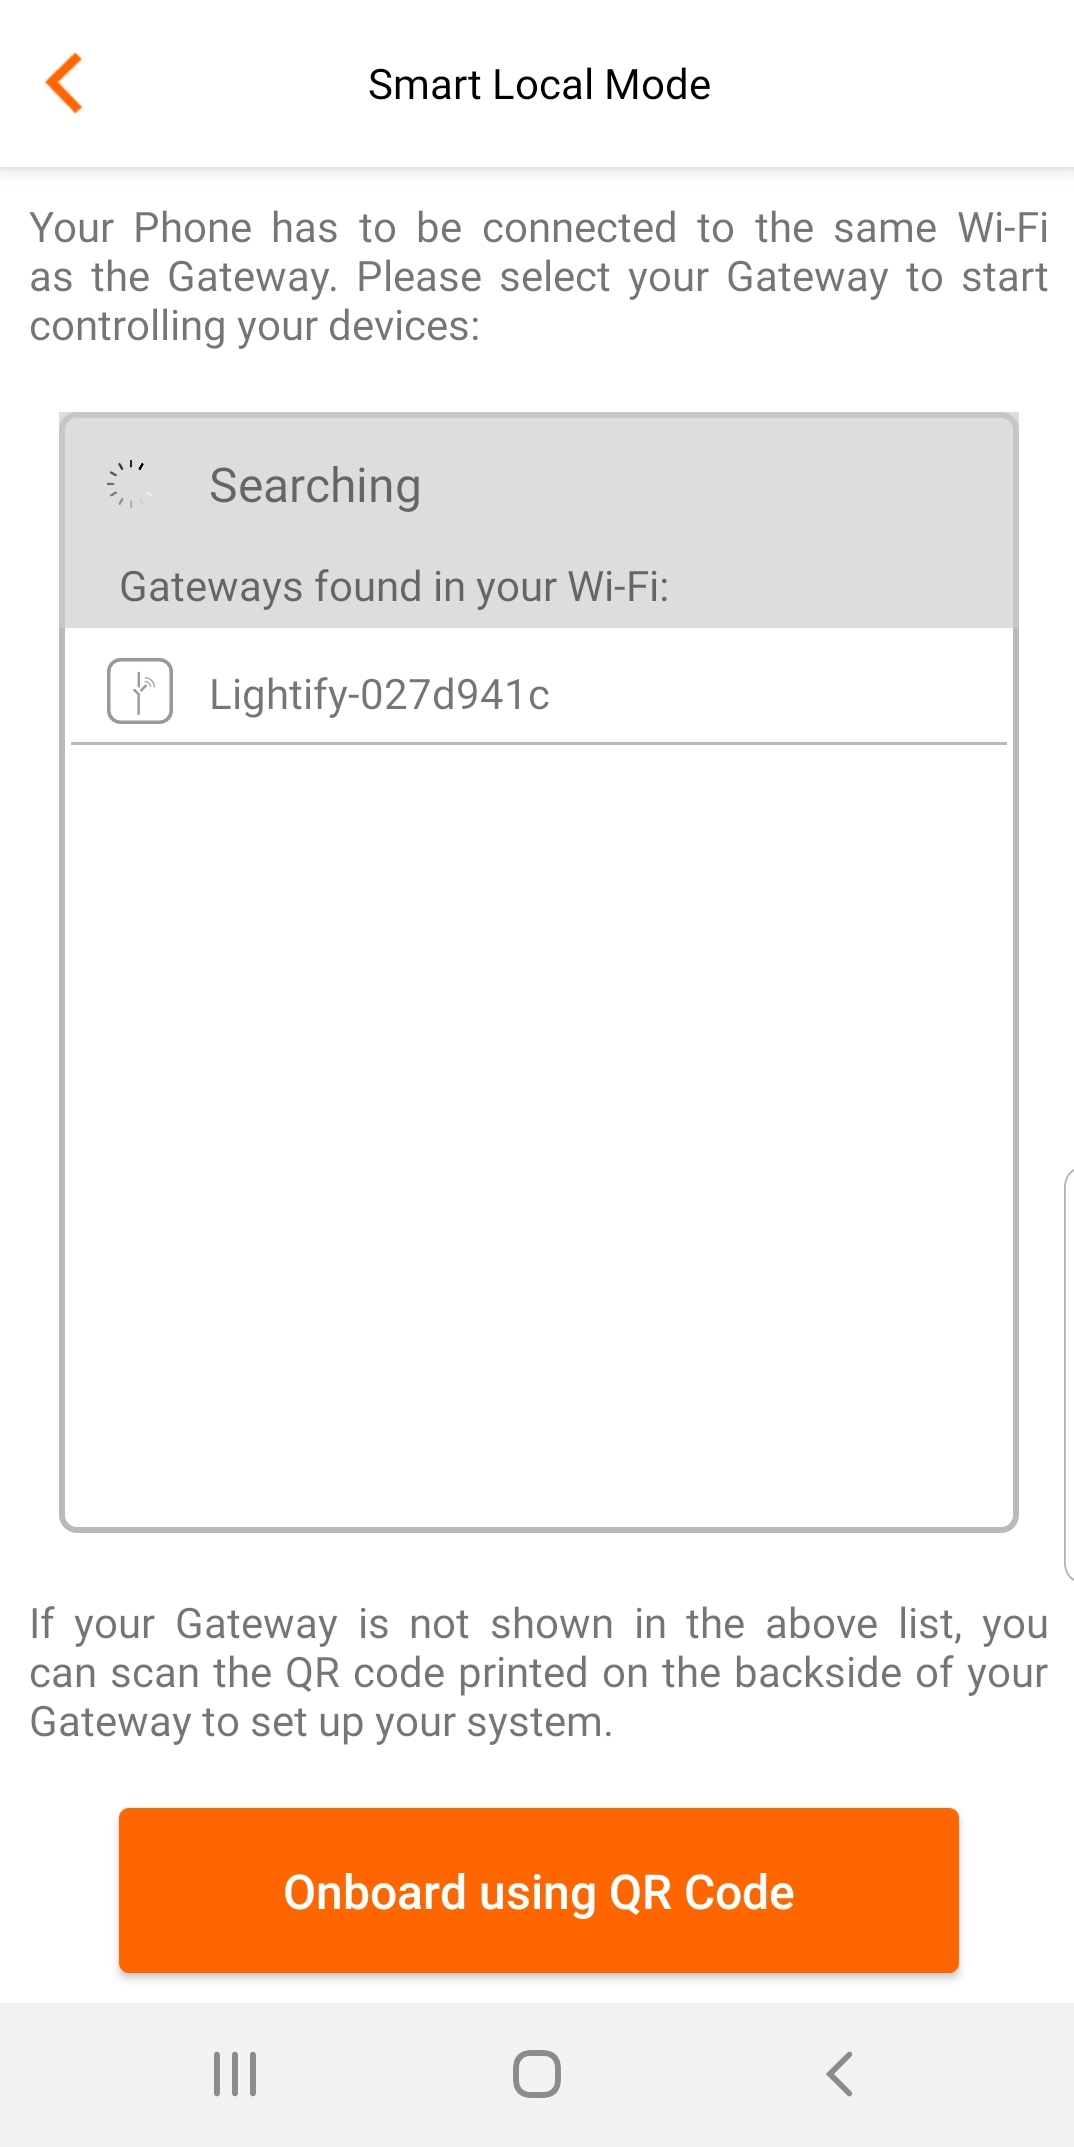 Smart Local Mode
Your Phone has to be connected to the same Wi-Fi
as the Gateway. Please select your Gateway to start
controlling your devices:
Searching
Gateways found in your Wi-Fi:
Lightify-027d941c
If your Gateway is not shown in the above list, you
can scan the QR code printed on the backside of your
Gateway to set up your system.
Onboard using QR Code